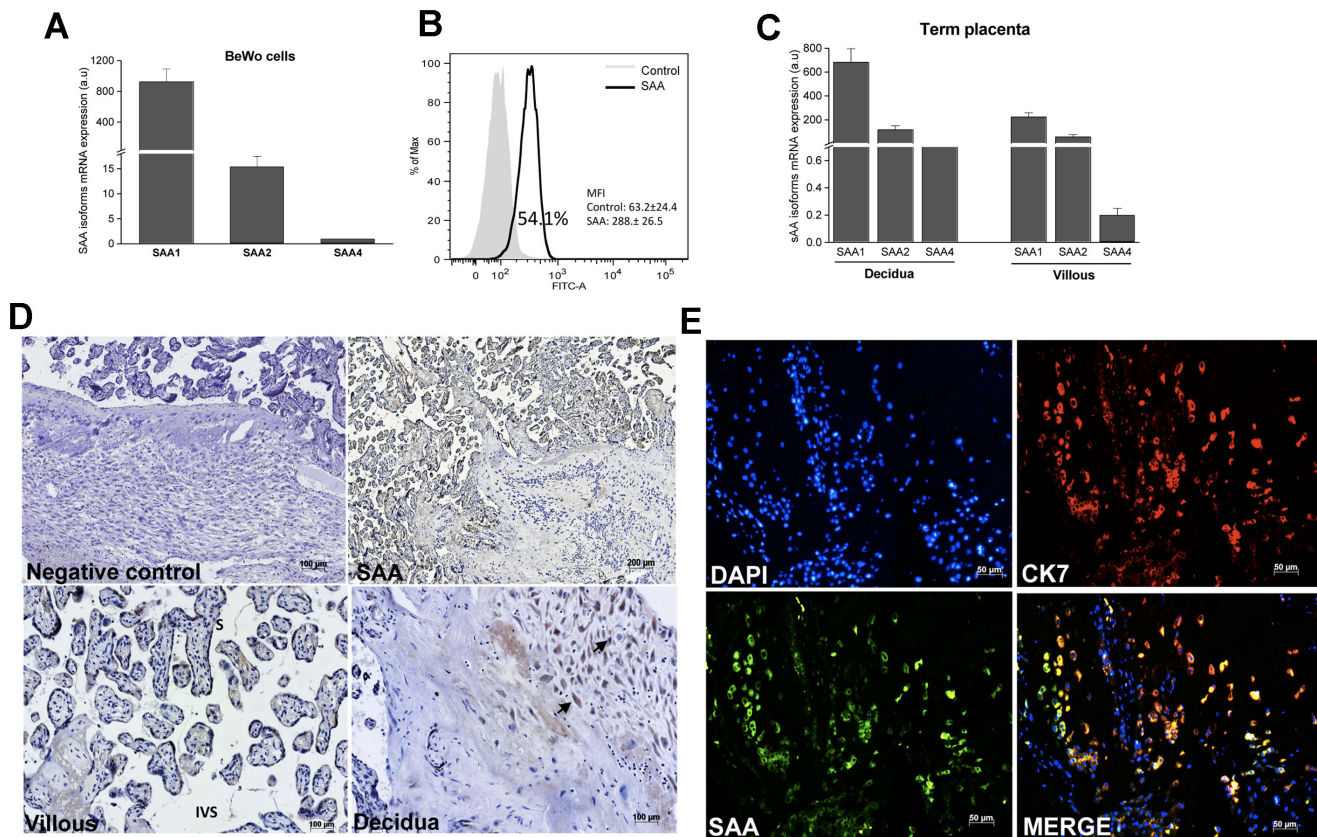 A
BeWo cells
SAA isoforms mRNA expression (a.u)
1200
800
400
15
10
5
0
SAA1
SAA2
SAA4
B
Control
SAA
% of Max
100
80
60
40
20
0
MFI
Control: 63.2±24.4
SAA: 288.± 26.5
54.1%
0
10²
10³
10⁴
10⁵
FITC-A
C
Term placenta
sAA isoforms mRNA expression (a.u)
800
600
400
200
0.6
0.4
0.2
0.0
SAA1 SAA2 SAA4 SAA1 SAA2 SAA4
Decidua Villous
D
Negative control
100 µm
SAA
200 µm
S
IVS
Villous
100 µm
Decidua
100 µm
E
DAPI
50 µm
CK7
50 µm
SAA
50 µm
MERGE
50 µm